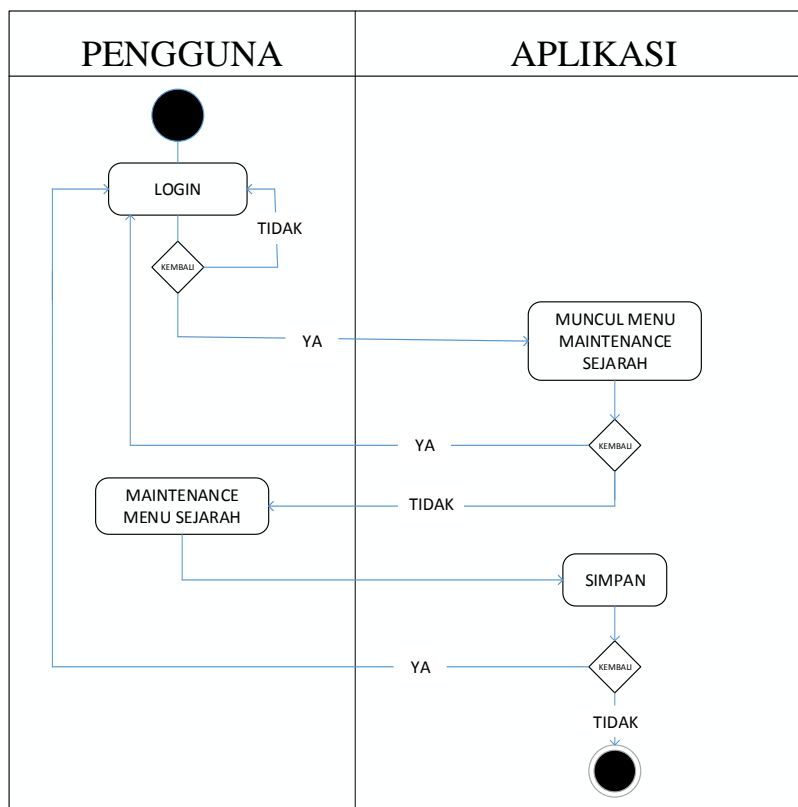 PENGGUNA
APLIKASI
LOGIN
TIDAK
KEMBALI
YA
MUNCUL MENU
MAINTENANCE
SEJARAH
KEMBALI
YA
MAINTENANCE
MENU SEJARAH
TIDAK
SIMPAN
KEMBALI
YA
TIDAK